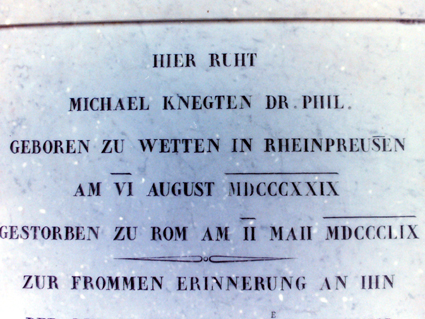 HIER RUHT
MICHAEL KNEGTEN DR. PHIL.
GEBOREN ZU WETTEN IN RHEINPREUSEN
AM VI AUGUST MDCCCXXIX
GESTORBEN ZU ROM AM II MAII MDCCCLIX
ZUR FROMMEN ERINNERUNG AN IHN